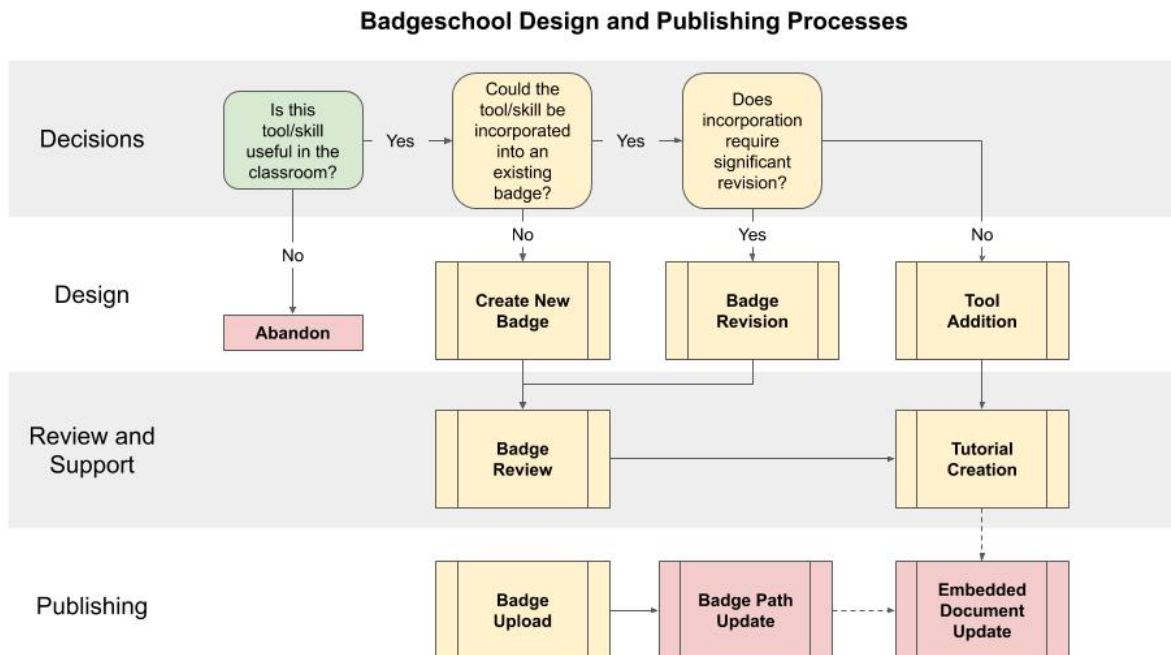 Badgeschool Design and Publishing Processes
Decisions
Is this
tool/skill
useful in the
classroom?
Yes
Could the
tool/skill be
incorporated
into an
existing
badge?
Yes
Does
incorporation
require
significant
revision?
No
No
Yes
No
Design
Abandon
Create New
Badge
Badge
Revision
Tool
Addition
Review and
Support
Badge
Review
Tutorial
Creation
Publishing
Badge
Upload
Badge Path
Update
Embedded
Document
Update